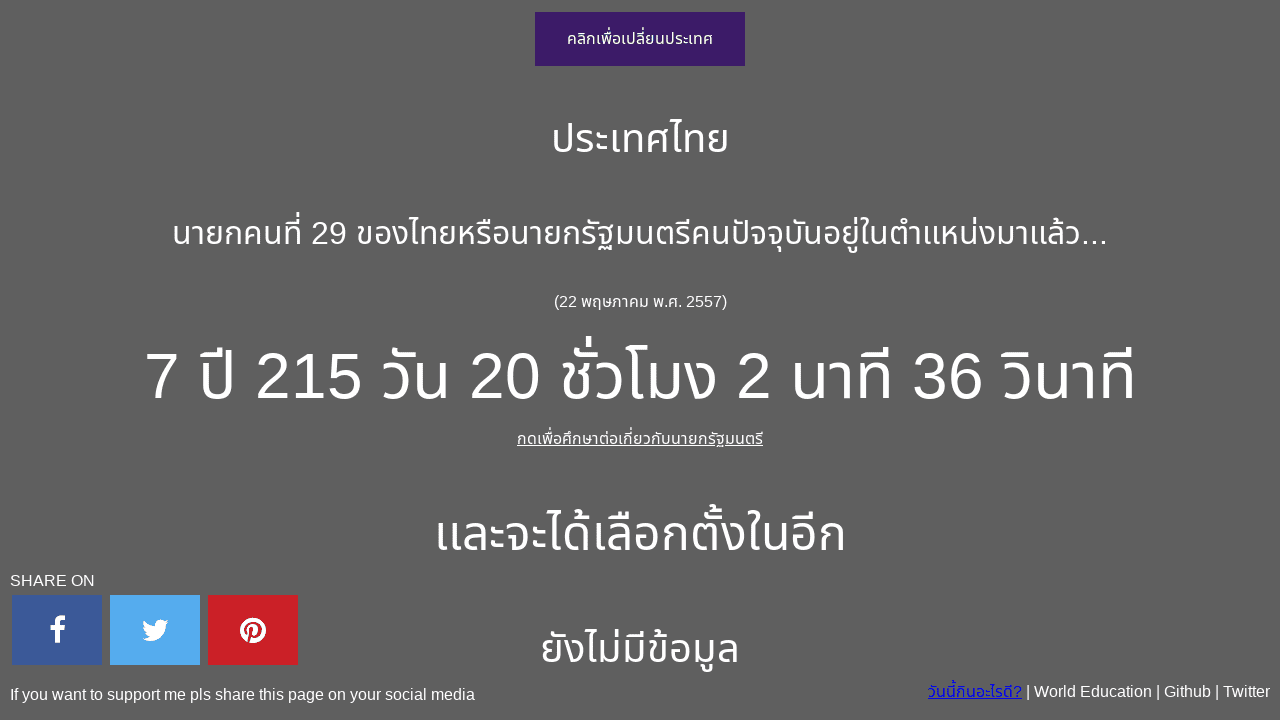 คลิกเพื่อเปลี่ยนประเทศ
ประเทศไทย
นายกคนที่ 29 ของไทยหรือนายกรัฐมนตรีคนปัจจุบันอยู่ในตำแหน่งมาแล้ว...
(22 พฤษภาคม พ.ศ. 2557)
7 ปี 215 วัน 20 ชั่วโมง 2 นาที 36 วินาที
กดเพื่อศึกษาต่อเกี่ยวกับนายกรัฐมนตรี
และจะได้เลือกตั้งในอีก
ยังไม่มีข้อมูล
SHARE ON
If you want to support me pls share this page on your social media
วันนี้กินอะไรดี? | World Education | Github | Twitter